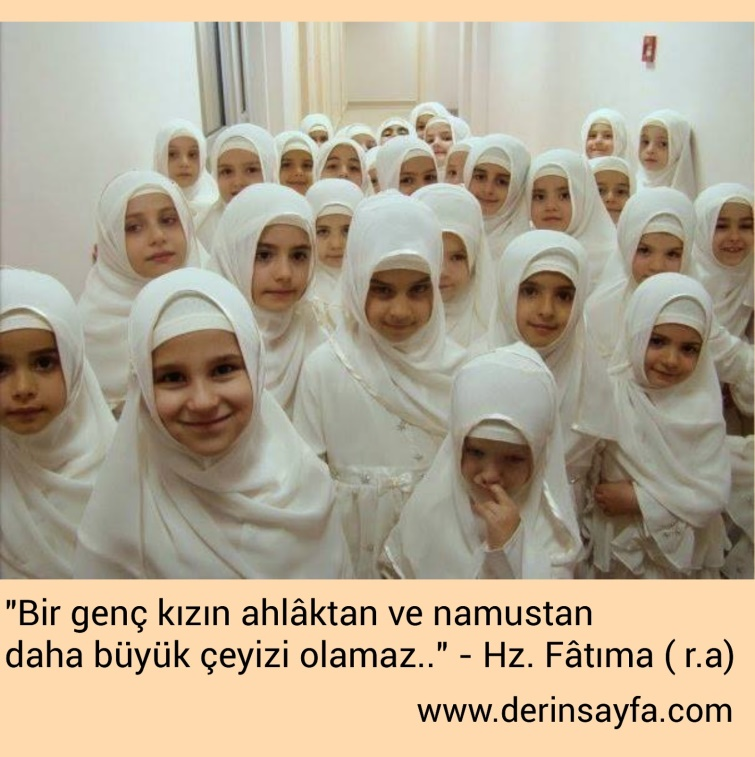 "Bir genç kızın ahlâktan ve namustan
daha büyük çeyizi olamaz.." - Hz. Fâtıma ( r.a)
www.derinsayfa.com